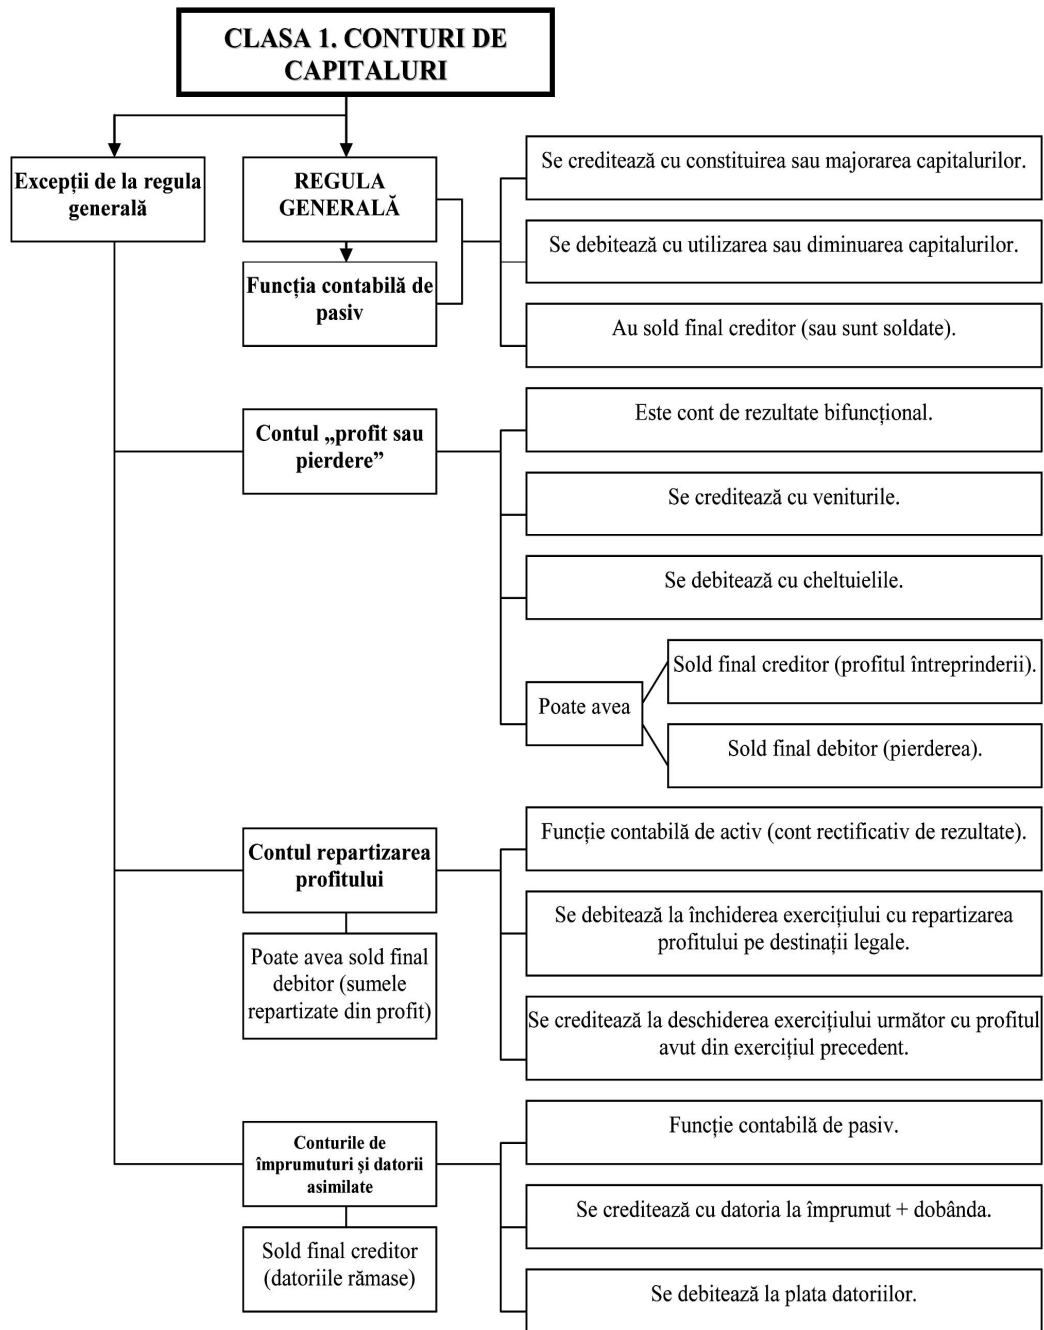 CLASA 1. CONTURI DE
CAPITALURI
Excepții de la regula
generală
REGULA
GENERALĂ
Funcția contabilă de
pasiv
Se creditează cu constituirea sau majorarea capitalurilor.
Se debitează cu utilizarea sau diminuarea capitalurilor.
Au sold final creditor (sau sunt soldate).
Contul „profit sau
pierdere”
Este cont de rezultate bifuncțional.
Se creditează cu veniturile.
Se debitează cu cheltuielile.
Poate avea
Sold final creditor (profitul întreprinderii).
Sold final debitor (pierderea).
Contul repartizarea
profitului
Poate avea sold final
debitor (sumele
repartizate din profit)
Funcție contabilă de activ (cont rectificativ de rezultate).
Se debitează la închiderea exercițiului cu repartizarea
profitului pe destinații legale.
Se creditează la deschiderea exercițiului următor cu profitul
avut din exercițiul precedent.
Conturile de
împrumuturi și datorii
asimilate
Sold final creditor
(datoriile rămase)
Funcție contabilă de pasiv.
Se creditează cu datoria la împrumut + dobânda.
Se debitează la plata datoriilor.